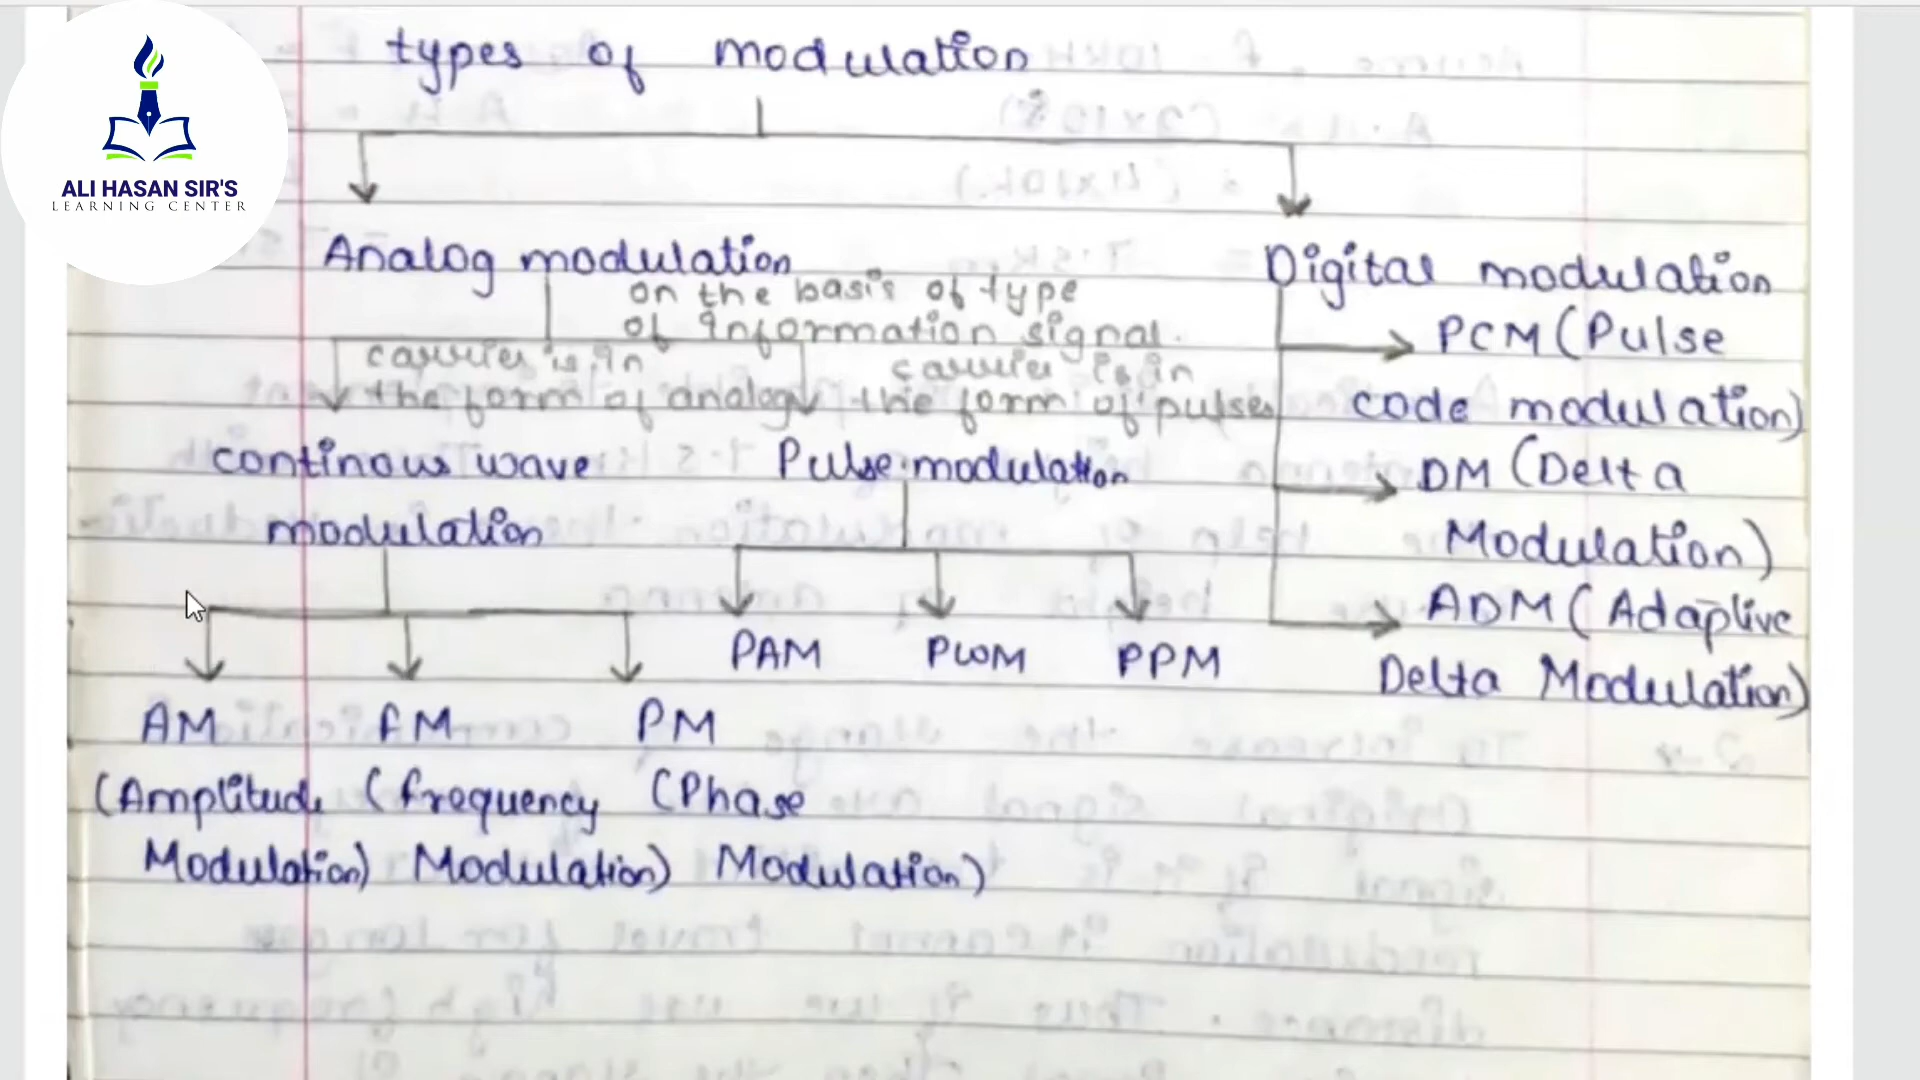 ALI HASAN SIR'S
LEARNING CENTER
types of modulation
Analog modulation
on the basis of type
of information signal.
carrier is in
the form of analog
carrier is in
the form of pulses
continous wave
modulation
Pulse modulation
AM
(Amplitude
Modulation)
FM
(frequency
Modulation)
PM
(Phase
Modulation)
PAM
PWM
PPM
Digital modulation
PCM (Pulse
code modulation)
DM (Delta
Modulation)
ADM (Adaptive
Delta Modulation)